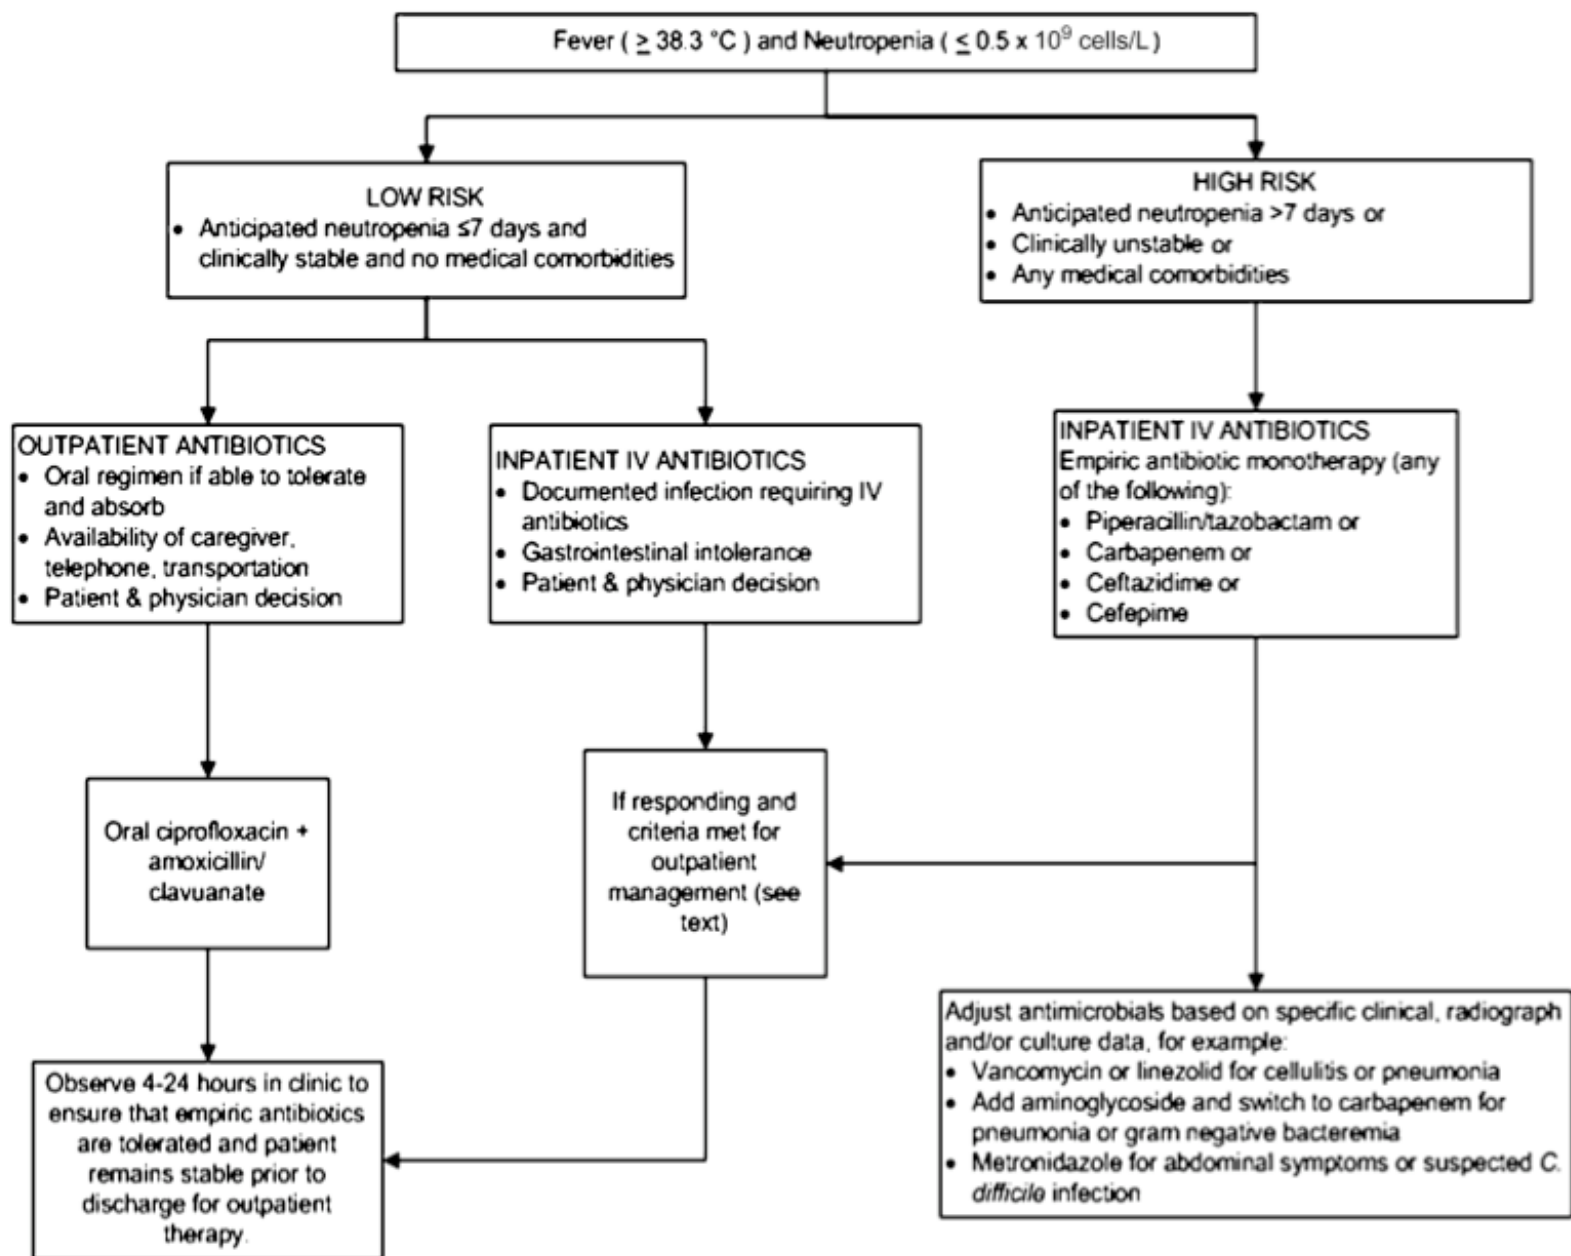 Fever ( ≥ 38.3 °C ) and Neutropenia ( ≤ 0.5 x 10⁹ cells/L)
LOW RISK
• Anticipated neutropenia ≤7 days and
clinically stable and no medical comorbidities
HIGH RISK
• Anticipated neutropenia >7 days or
• Clinically unstable or
• Any medical comorbidities
OUTPATIENT ANTIBIOTICS
• Oral regimen if able to tolerate
and absorb
• Availability of caregiver,
telephone, transportation
• Patient & physician decision
INPATIENT IV ANTIBIOTICS
• Documented infection requiring IV
antibiotics
• Gastrointestinal intolerance
• Patient & physician decision
INPATIENT IV ANTIBIOTICS
Empiric antibiotic monotherapy (any
of the following):
• Piperacillin/tazobactam or
• Carbapenem or
• Ceftazidime or
• Cefepime
Oral ciprofloxacin +
amoxicillin/
clavuanate
If responding and
criteria met for
outpatient
management (see
text)
Observe 4-24 hours in clinic to
ensure that empiric antibiotics
are tolerated and patient
remains stable prior to
discharge for outpatient
therapy.
Adjust antimicrobials based on specific clinical, radiograph
and/or culture data, for example:
• Vancomycin or linezolid for cellulitis or pneumonia
• Add aminoglycoside and switch to carbapenem for
pneumonia or gram negative bacteremia
• Metronidazole for abdominal symptoms or suspected C.
difficile infection